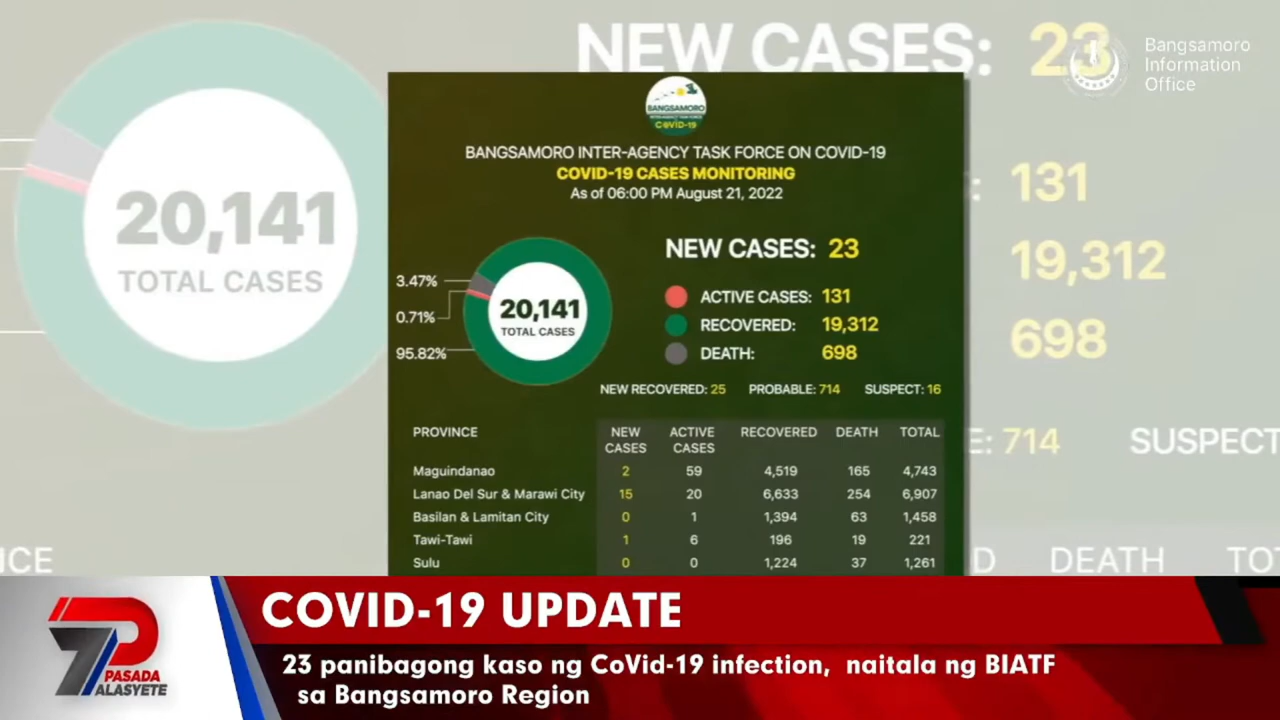 NEW CASES: 23
Bangsamoro
Information
Office
20,141
TOTAL CASES
: 131
19,312
698
E: 714
SUSPECT
ICE
D
DEATH
TO
BANGSAMORO
COVID-19
BANGSAMORO INTER-AGENCY TASK FORCE ON COVID-19
COVID-19 CASES MONITORING
As of 06:00 PM August 21, 2022
NEW CASES: 23
3.47%
0.71%
95.82%
20,141
TOTAL CASES
ACTIVE CASES: 131
RECOVERED: 19,312
DEATH: 698
NEW RECOVERED: 25 PROBABLE: 714 SUSPECT: 16
PROVINCE NEW CASES ACTIVE CASES RECOVERED DEATH TOTAL
Maguindanao 2 59 4,519 165 4,743
Lanao Del Sur & Marawi City 15 20 6,633 254 6,907
Basilan & Lamitan City 0 1 1,394 63 1,458
Tawi-Tawi 1 6 196 19 221
Sulu 0 0 1,224 37 1,261
7P
PASADA
ALASYETE
COVID-19 UPDATE
23 panibagong kaso ng CoVid-19 infection, naitala ng BIATF
sa Bangsamoro Region